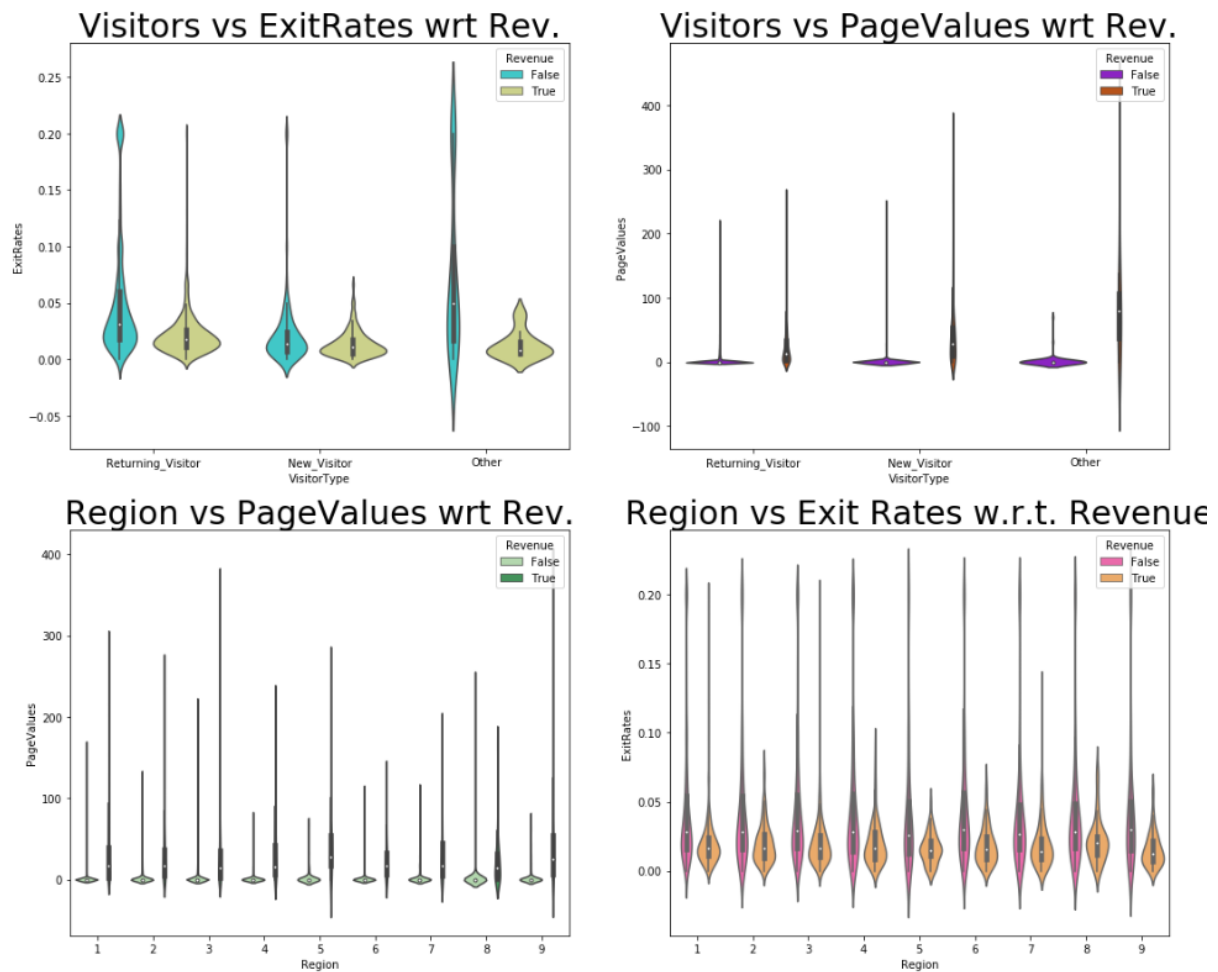 Visitors vs ExitRates wrt Rev.
Revenue
False
True
0.25
0.20
0.15
0.10
0.05
0.00
−0.05
ExitRates
Returning_Visitor New_Visitor Other
VisitorType
Visitors vs PageValues wrt Rev.
Revenue
False
True
400
300
200
100
0
−100
PageValues
Returning_Visitor New_Visitor Other
VisitorType
Region vs PageValues wrt Rev.
Revenue
False
True
400
300
200
100
0
PageValues
1 2 3 4 5 6 7 8 9
Region
Region vs Exit Rates w.r.t. Revenue
Revenue
False
True
0.20
0.15
0.10
0.05
0.00
ExitRates
1 2 3 4 5 6 7 8 9
Region